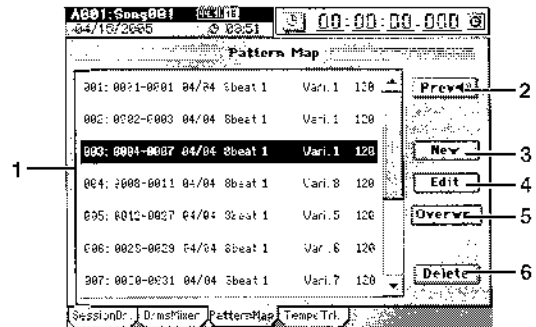 A001:Song001
04/15/2005 03:51
00:00:00.000
Pattern Map
001: 0001-0001 04/04 8beat 1 Vari.1 120
002: 0002-0003 04/04 8beat 1 Vari.1 120
003: 0004-0007 04/04 8beat 1 Vari.1 120
004: 0008-0011 04/04 8beat 1 Vari.8 120
005: 0012-0027 04/04 8beat 1 Vari.5 120
006: 0028-0029 04/04 8beat 1 Vari.6 120
007: 0030-0031 04/04 8beat 1 Vari.7 120
Prev
New
Edit
Overwr.
Delete
SessionDr. DrmsMixer PatternMap TempoTrk.
1
2
3
4
5
6